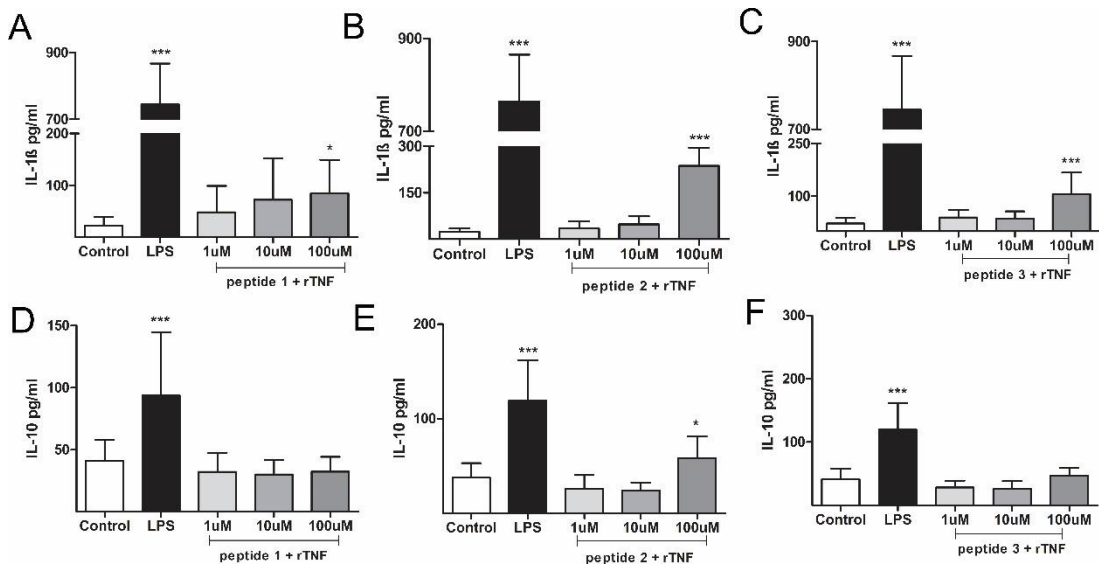 A
IL-1ß pg/ml
900
700
200
100
***
*
Control LPS 1uM 10uM 100uM
peptide 1 + rTNF
B
IL-1ß pg/ml
900
700
300
150
***
***
Control LPS 1uM 10uM 100uM
peptide 2 + rTNF
C
IL-1ß pg/ml
900
700
250
100
***
***
Control LPS 1uM 10uM 100uM
peptide 3 + rTNF
D
IL-10 pg/ml
150
100
50
***
Control LPS 1uM 10uM 100uM
peptide 1 + rTNF
E
IL-10 pg/ml
200
100
***
*
Control LPS 1uM 10uM 100uM
peptide 2 + rTNF
F
IL-10 pg/ml
300
200
100
***
Control LPS 1uM 10uM 100uM
peptide 3 + rTNF